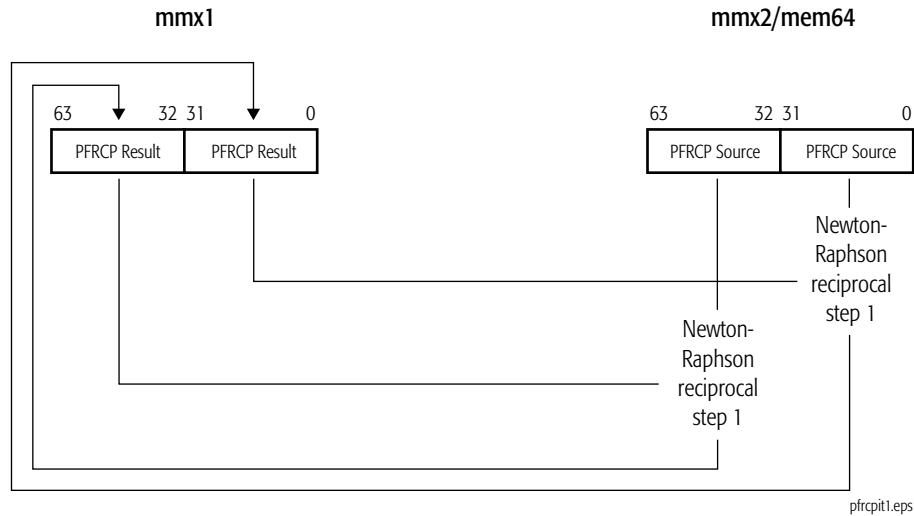 mmx1
mmx2/mem64
63 32 31 0
63 32 31 0
PFRCP Result PFRCP Result
PFRCP Source PFRCP Source
Newton-
Raphson
reciprocal
step 1
Newton-
Raphson
reciprocal
step 1
pfrcpit1.eps